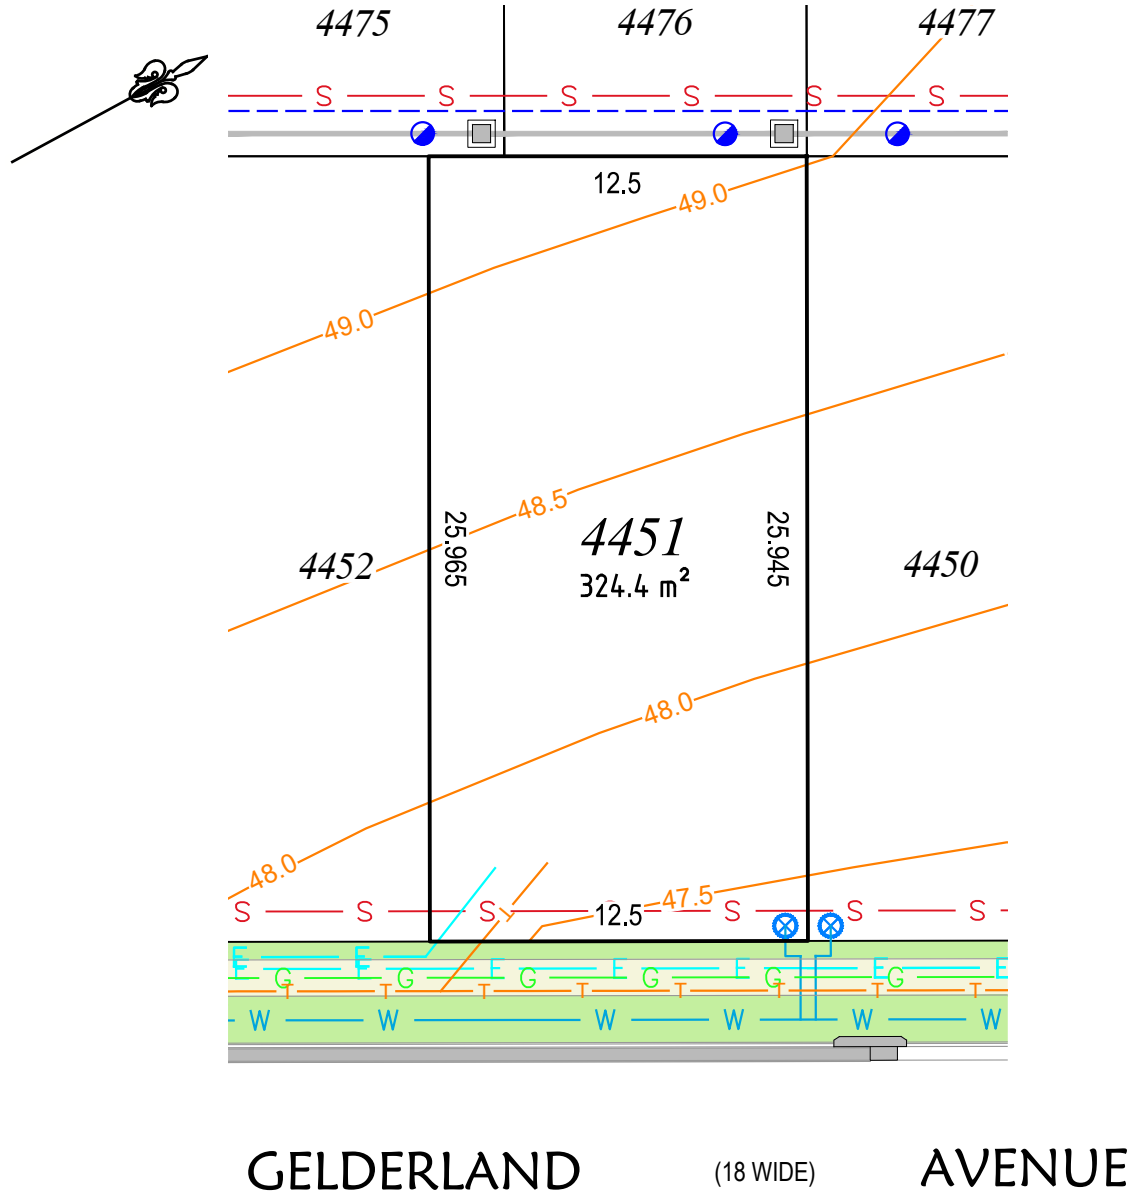 4475 4476 4477
S S S S S S
12.5
49.0
49.0
48.5
25.965 4451 25.945
4452 4450
324.4 m²
48.0
48.0
47.5
S S S S S S
T
12.5
E E
E E E E E E E
G G G G G G
T T T T T T T T
W W W W W W
GELDERLAND (18 WIDE) AVENUE